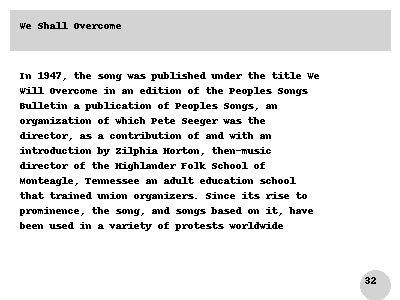 We Shall Overcome
In 1947, the song was published under the title We
Will Overcome in an edition of the Peoples Songs
Bulletin a publication of Peoples Songs, an
organization of which Pete Seeger was the
director, as a contribution of and with an
introduction by Zilphia Horton, then-music
director of the Highlander Folk School of
Monteagle, Tennessee an adult education school
that trained union organizers. Since its rise to
prominence, the song, and songs based on it, have
been used in a variety of protests worldwide
32